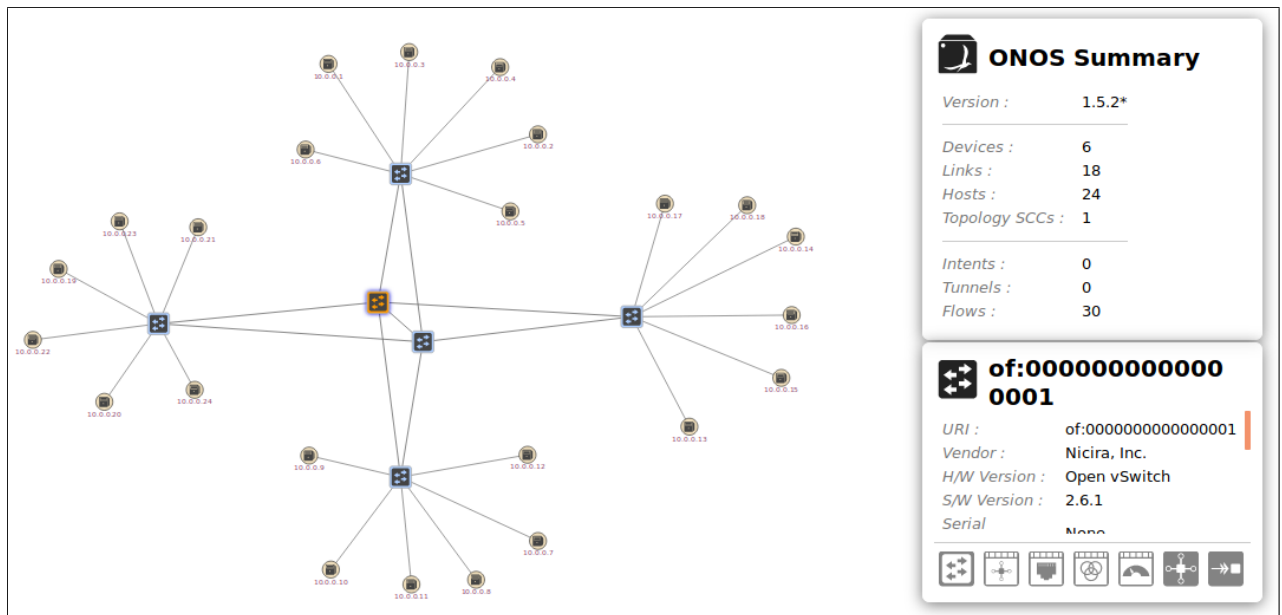 10.0.0.1
10.0.0.3
10.0.0.4
10.0.0.2
10.0.0.6
10.0.0.5
10.0.0.17
10.0.0.18
10.0.0.14
10.0.0.16
10.0.0.15
10.0.0.13
10.0.0.23
10.0.0.21
10.0.0.19
10.0.0.22
10.0.0.20
10.0.0.24
10.0.0.9
10.0.0.12
10.0.0.7
10.0.0.10
10.0.0.11
10.0.0.8
ONOS Summary
Version : 1.5.2*
Devices : 6
Links : 18
Hosts : 24
Topology SCCs : 1
Intents : 0
Tunnels : 0
Flows : 30
of:000000000000
0001
URI : of:0000000000000001
Vendor : Nicira, Inc.
H/W Version : Open vSwitch
S/W Version : 2.6.1
Serial None